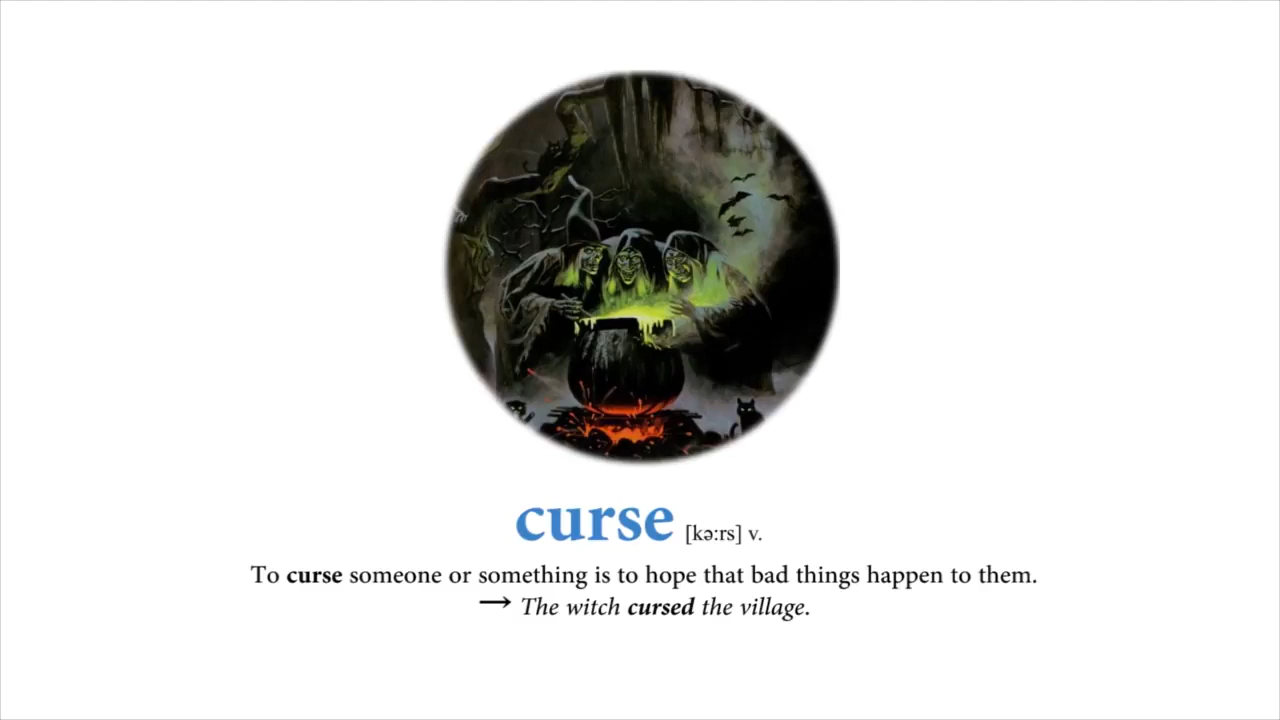 curse [kə:rs] v.
To curse someone or something is to hope that bad things happen to them.
→ The witch cursed the village.